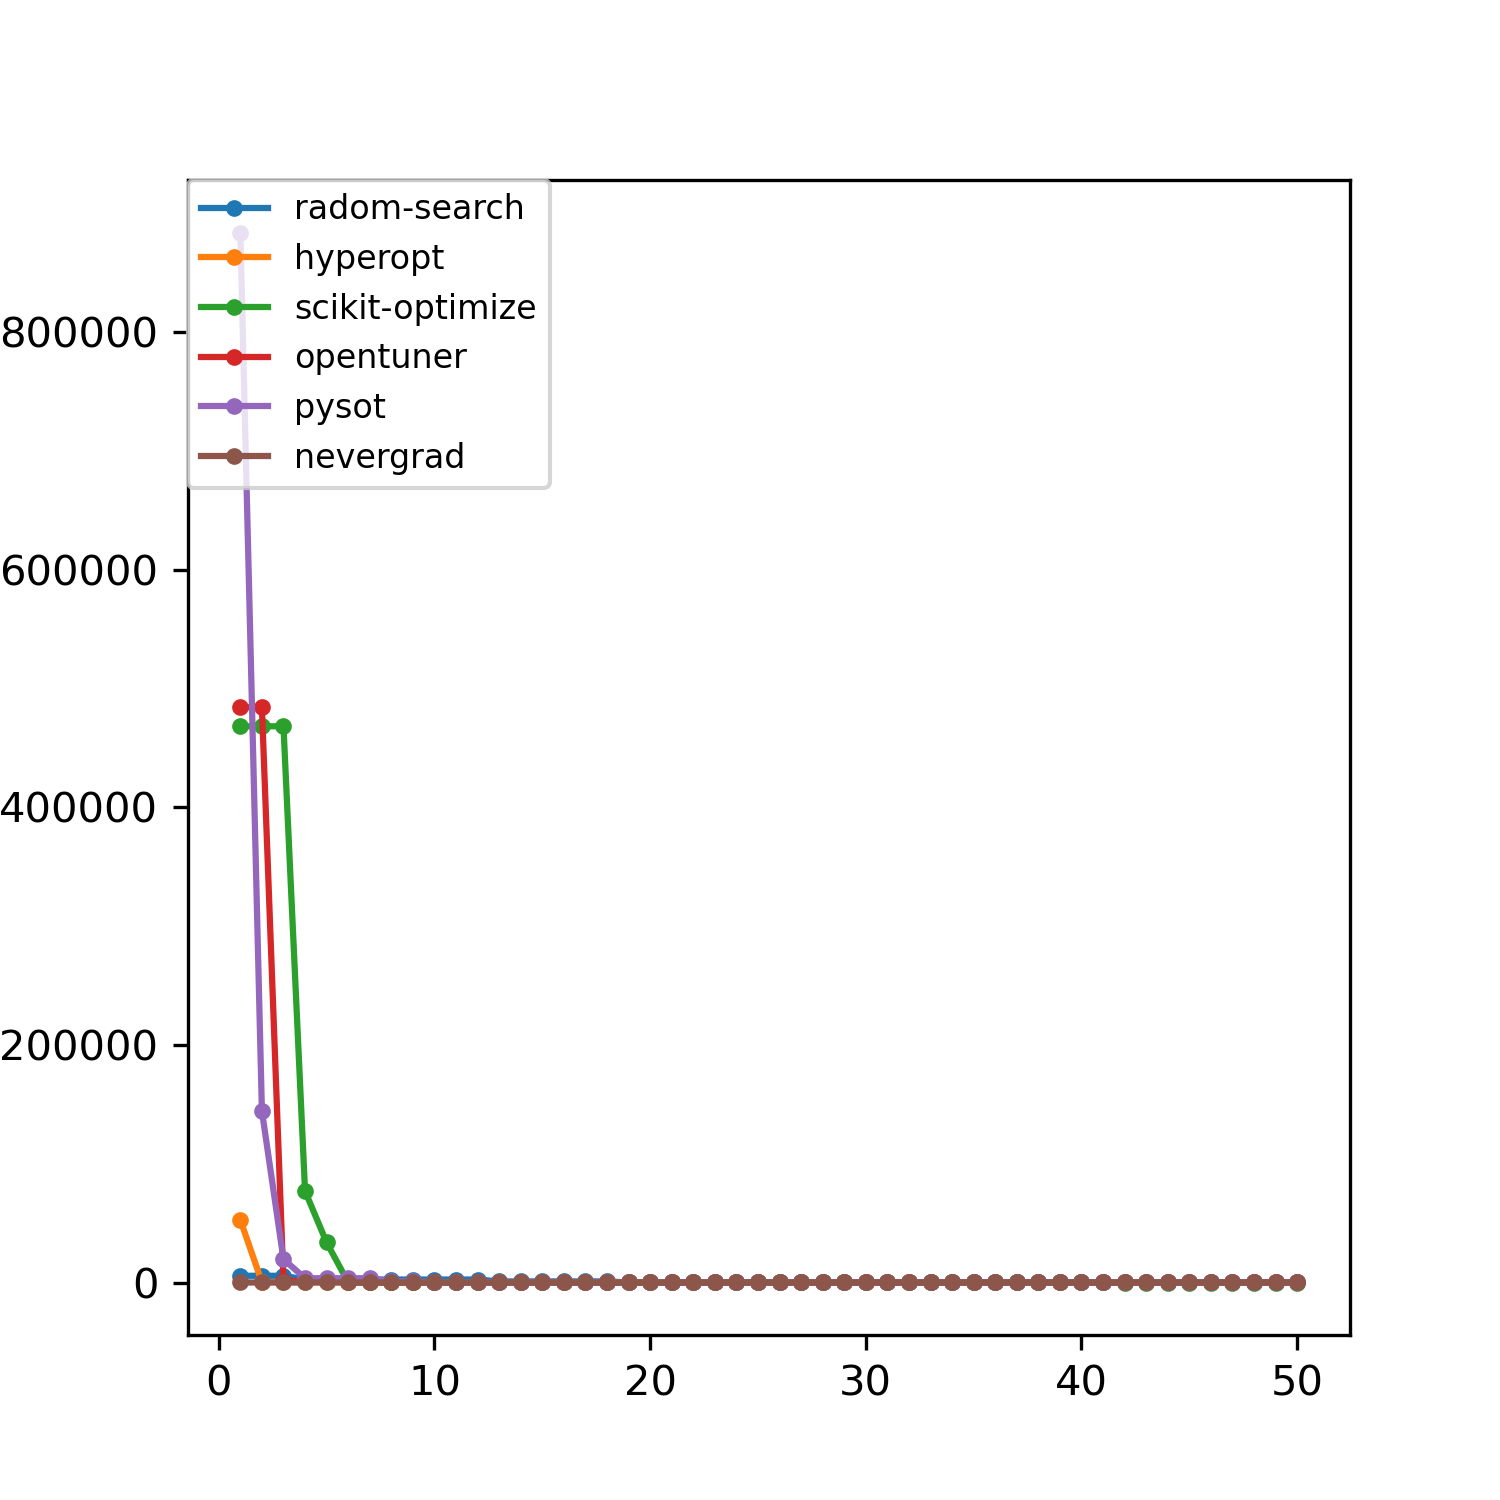 radom-search
hyperopt
scikit-optimize
opentuner
pysot
nevergrad
800000
600000
400000
200000
0
0 10 20 30 40 50